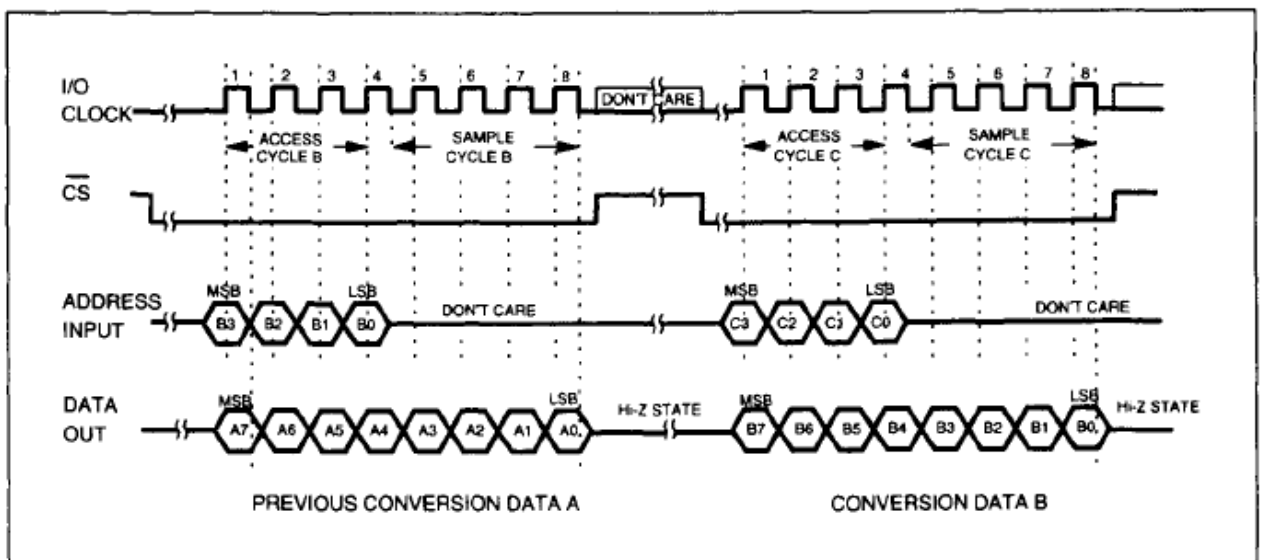 1 2 3 4 5 6 7 8 1 2 3 4 5 6 7 8
I/O
CLOCK
DON'T CARE
ACCESS
CYCLE B
SAMPLE
CYCLE B
ACCESS
CYCLE C
SAMPLE
CYCLE C
CS
ADDRESS
INPUT
MSB LSB
B3 B2 B1 B0
DON'T CARE
MSB LSB
C3 C2 C1 C0
DON'T CARE
DATA
OUT
MSB LSB
A7 A6 A5 A4 A3 A2 A1 A0
Hi-Z STATE
MSB LSB
B7 B6 B5 B4 B3 B2 B1 B0
Hi-Z STATE
PREVIOUS CONVERSION DATA A
CONVERSION DATA B